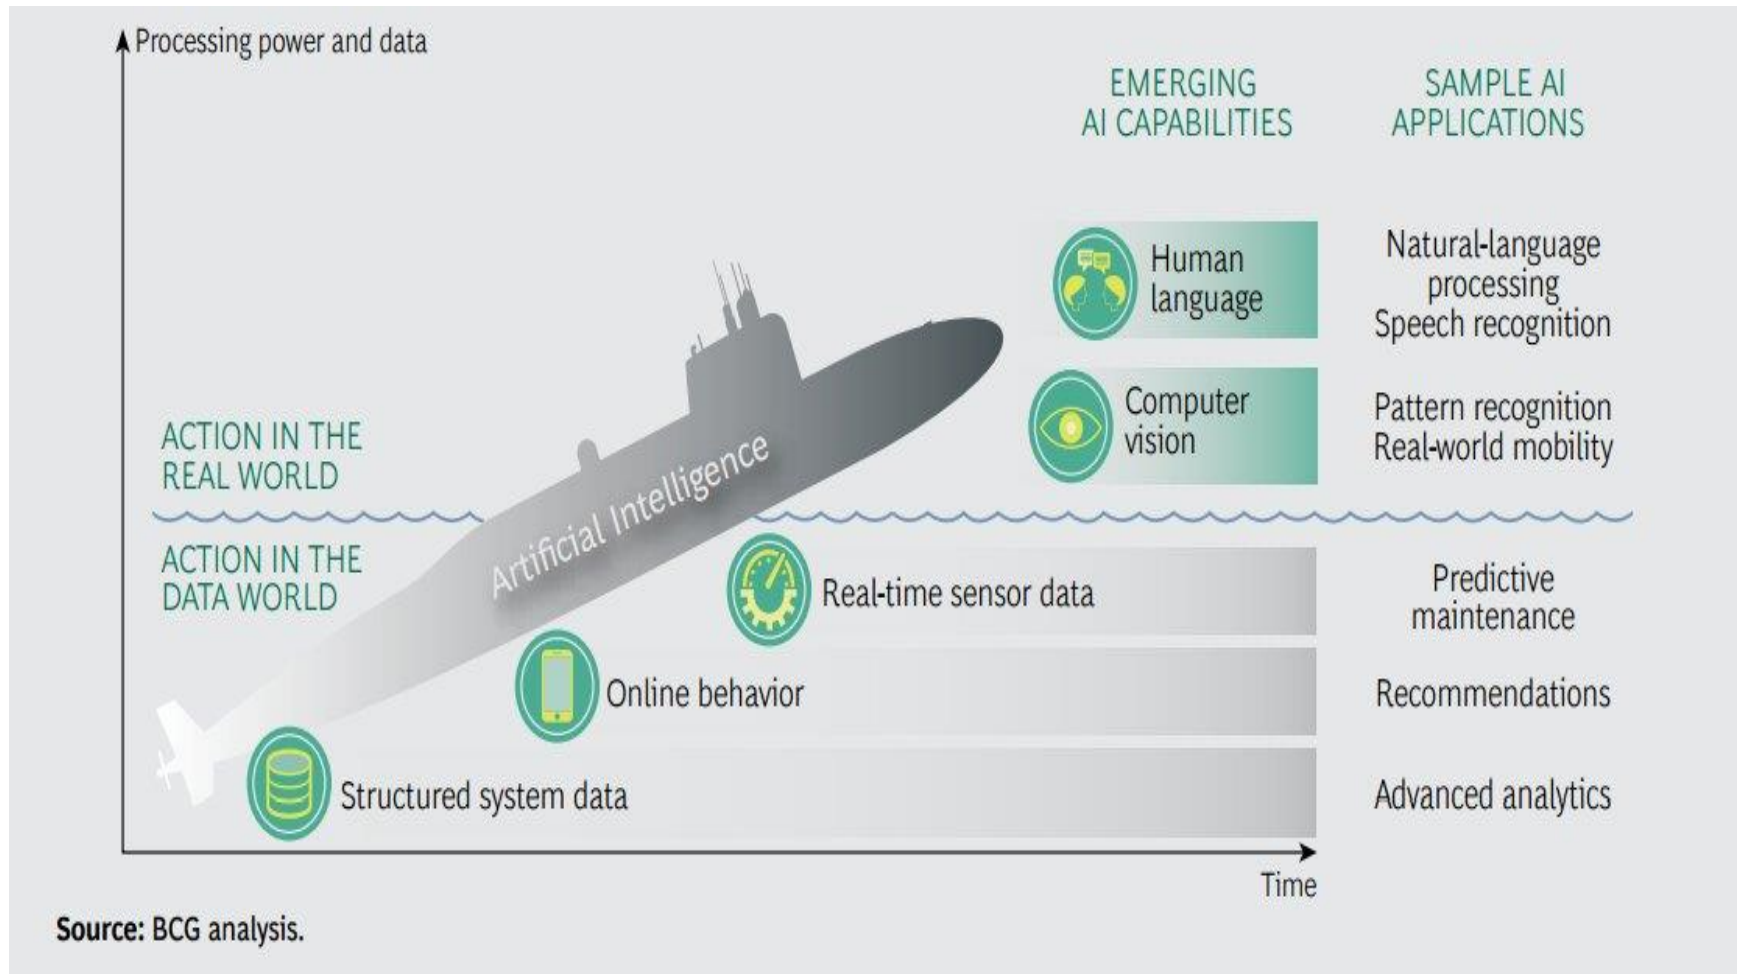 Processing power and data
EMERGING
AI CAPABILITIES
SAMPLE AI
APPLICATIONS
Human
language
Natural-language
processing
Speech recognition
Computer
vision
Pattern recognition
Real-world mobility
ACTION IN THE
REAL WORLD
Artificial Intelligence
ACTION IN THE
DATA WORLD
Real-time sensor data
Predictive
maintenance
Online behavior
Recommendations
Structured system data
Advanced analytics
Time
Source: BCG analysis.